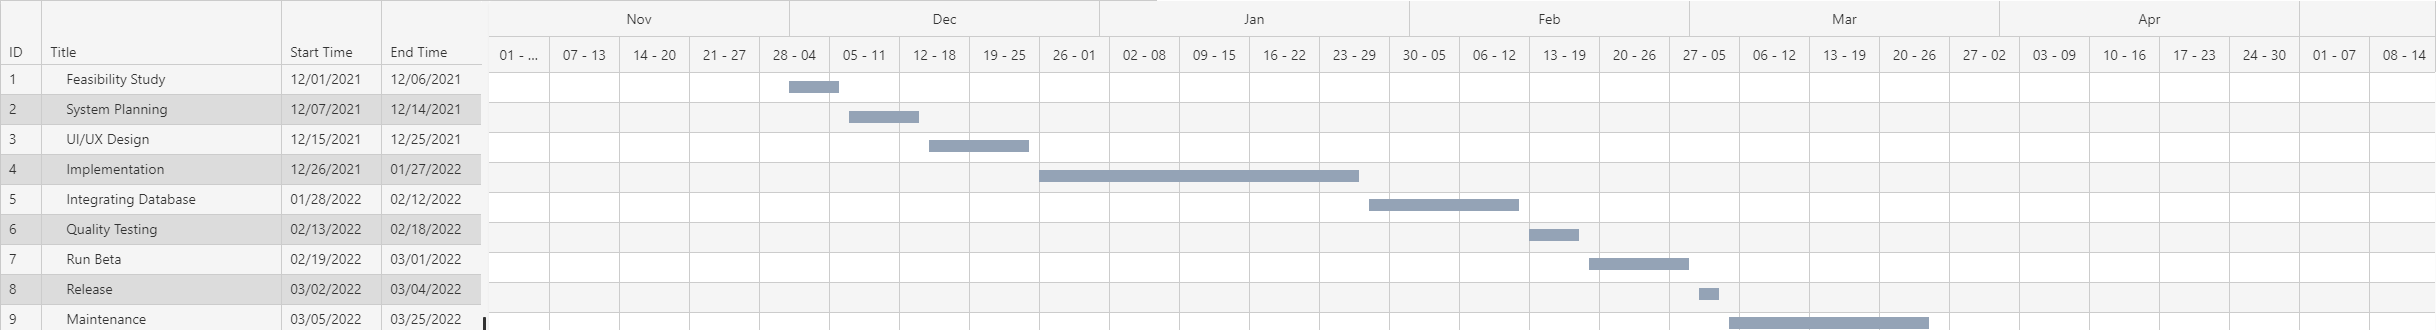 Nov Dec Jan Feb Mar Apr
ID Title Start Time End Time 01 - ... 07 - 13 14 - 20 21 - 27 28 - 04 05 - 11 12 - 18 19 - 25 26 - 01 02 - 08 09 - 15 16 - 22 23 - 29 30 - 05 06 - 12 13 - 19 20 - 26 27 - 05 06 - 12 13 - 19 20 - 26 27 - 02 03 - 09 10 - 16 17 - 23 24 - 30 01 - 07 08 - 14
1 Feasibility Study 12/01/2021 12/06/2021
2 System Planning 12/07/2021 12/14/2021
3 UI/UX Design 12/15/2021 12/25/2021
4 Implementation 12/26/2021 01/27/2022
5 Integrating Database 01/28/2022 02/12/2022
6 Quality Testing 02/13/2022 02/18/2022
7 Run Beta 02/19/2022 03/01/2022
8 Release 03/02/2022 03/04/2022
9 Maintenance 03/05/2022 03/25/2022